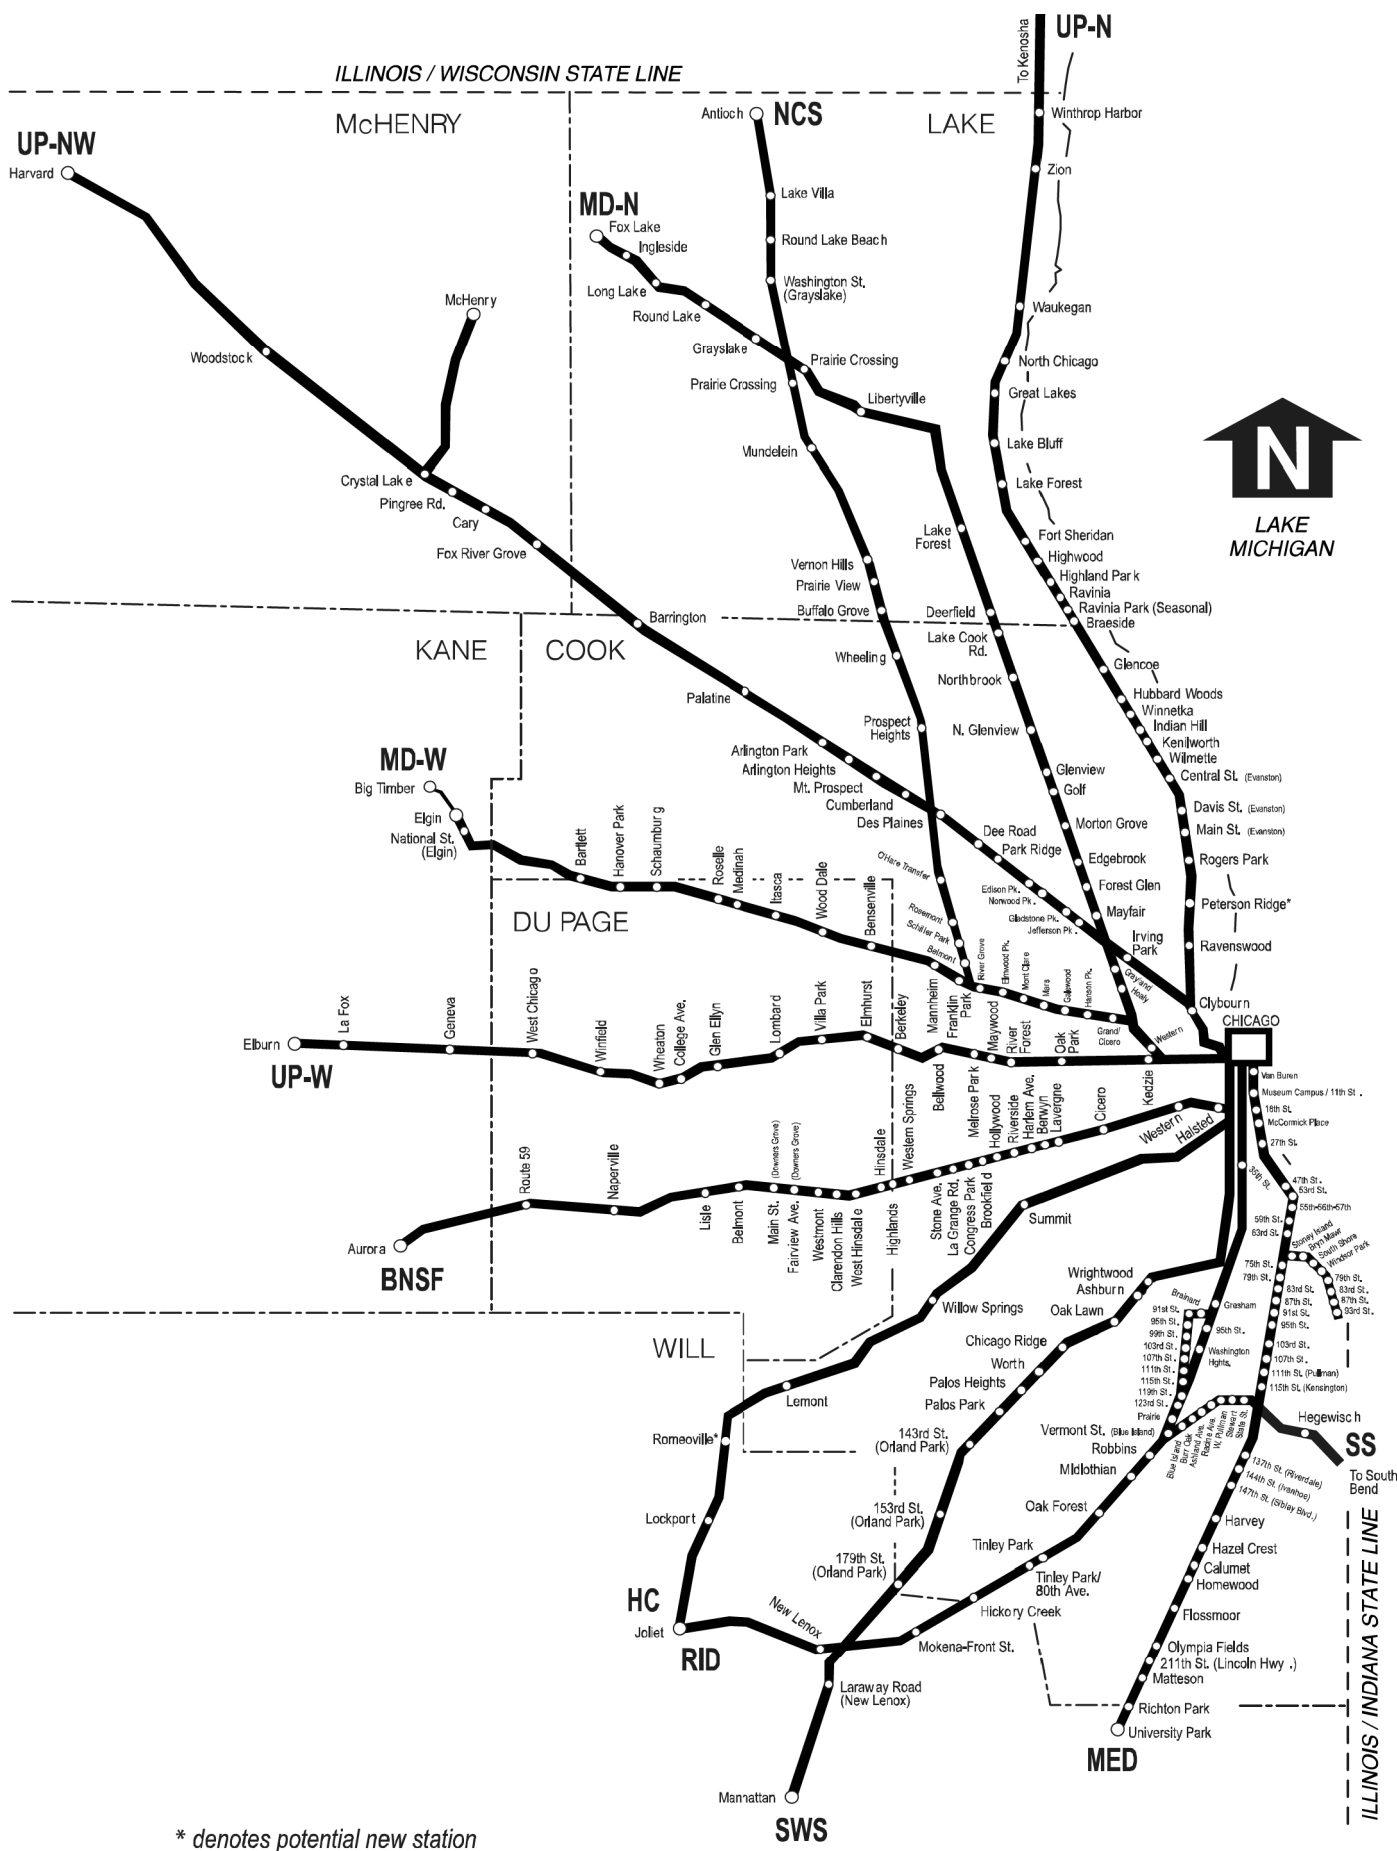 UP-N
To Kenosha
ILLINOIS / WISCONSIN STATE LINE
McHENRY
NCS
Antioch
LAKE
Winthrop Harbor
UP-NW
Harvard
Zion
Lake Villa
MD-N
Fox Lake
Ingleside
Round Lake Beach
Washington St.
(Grayslake)
Long Lake
McHenry
Round Lake
Waukegan
Woodstock
Grayslake
Prairie Crossing
North Chicago
Prairie Crossing
Great Lakes
Libertyville
Mundelein
Lake Bluff
N
Crystal Lake
Lake Forest
Pingree Rd.
Cary
LAKE
MICHIGAN
Lake
Forest
Fort Sheridan
Fox River Grove
Highwood
Vernon Hills
Highland Park
Prairie View
Ravinia
Buffalo Grove
Deerfield
Ravinia Park (Seasonal)
Barrington
Braeside
KANE
COOK
Lake Cook
Rd.
Wheeling
Glencoe
Northbrook
Palatine
Hubbard Woods
Winnetka
Prospect
Heights
N. Glenview
Indian Hill
Kenilworth
MD-W
Arlington Park
Wilmette
Arlington Heights
Glenview
Central St. (Evanston)
Big Timber
Mt. Prospect
Golf
Cumberland
Davis St. (Evanston)
Elgin
Des Plaines
Morton Grove
Main St. (Evanston)
National St.
(Elgin)
Dee Road
Park Ridge
Bartlett
Hanover Park
Schaumburg
Roselle
Medinah
Itasca
Wood Dale
Bensenville
O'Hare Transfer
Edgebrook
Rogers Park
Edison Pk.
Norwood Pk.
Forest Glen
Peterson Ridge*
Rosemont
Gladstone Pk.
Jefferson Pk.
Mayfair
DU PAGE
Schiller Park
Belmont
Irving
Park
Ravenswood
River Grove
Elmwood Pk.
Mont Clare
Mars
Galewood
Hanson Pk.
Grayland
Healy
Clybourn
CHICAGO
La Fox
Geneva
West Chicago
Winfield
Wheaton
College Ave.
Glen Ellyn
Lombard
Villa Park
Elmhurst
Berkeley
Mannheim
Franklin
Park
Maywood
River
Forest
Oak
Park
Grand/
Cicero
Western
Elburn
UP-W
Bellwood
Melrose Park
Kedzie
Van Buren
Museum Campus / 11th St.
18th St.
McCormick Place
27th St.
Route 59
Naperville
Lisle
Belmont
Main St. (Downers Grove)
Fairview Ave. (Downers Grove)
Westmont
Clarendon Hills
West Hinsdale
Hinsdale
Highlands
Western Springs
Stone Ave.
La Grange Rd.
Congress Park
Brookfield
Hollywood
Riverside
Harlem Ave.
Berwyn
Lavergne
Cicero
Western
Halsted
35th St.
47th St.
53rd St.
55th-56th-57th
59th St.
63rd St.
Aurora
BNSF
Summit
Stoney Island
Bryn Mawr
South Shore
Windsor Park
75th St.
79th St.
79th St.
83rd St.
87th St.
93rd St.
83rd St.
87th St.
91st St.
95th St.
103rd St.
107th St.
111th St. (Pullman)
115th St. (Kensington)
Wrightwood
Ashburn
Willow Springs
Oak Lawn
Brainard
Gresham
91st St.
95th St.
99th St.
103rd St.
107th St.
111th St.
115th St.
119th St.
123rd St.
Prairie
95th St.
Washington
Hghts.
WILL
Chicago Ridge
Worth
Palos Heights
Palos Park
Lemont
Vermont St. (Blue Island)
Robbins
Blue Island
Burr Oak
Ashland Ave.
Racine Ave.
W. Pullman
Stewart
State St.
Hegewisch
SS
To South
Bend
Romeoville*
143rd St.
(Orland Park)
Midlothian
137th St. (Riverdale)
144th St. (Ivanhoe)
147th St. (Sibley Blvd.)
Lockport
153rd St.
(Orland Park)
Oak Forest
Harvey
Tinley Park
Hazel Crest
179th St.
(Orland Park)
Tinley Park/
80th Ave.
Calumet
Homewood
HC
Joliet
RID
New Lenox
Hickory Creek
Flossmoor
Mokena-Front St.
Olympia Fields
211th St. (Lincoln Hwy.)
Matteson
Laraway Road
(New Lenox)
Richton Park
University Park
MED
ILLINOIS / INDIANA STATE LINE
Manhattan
SWS
* denotes potential new station